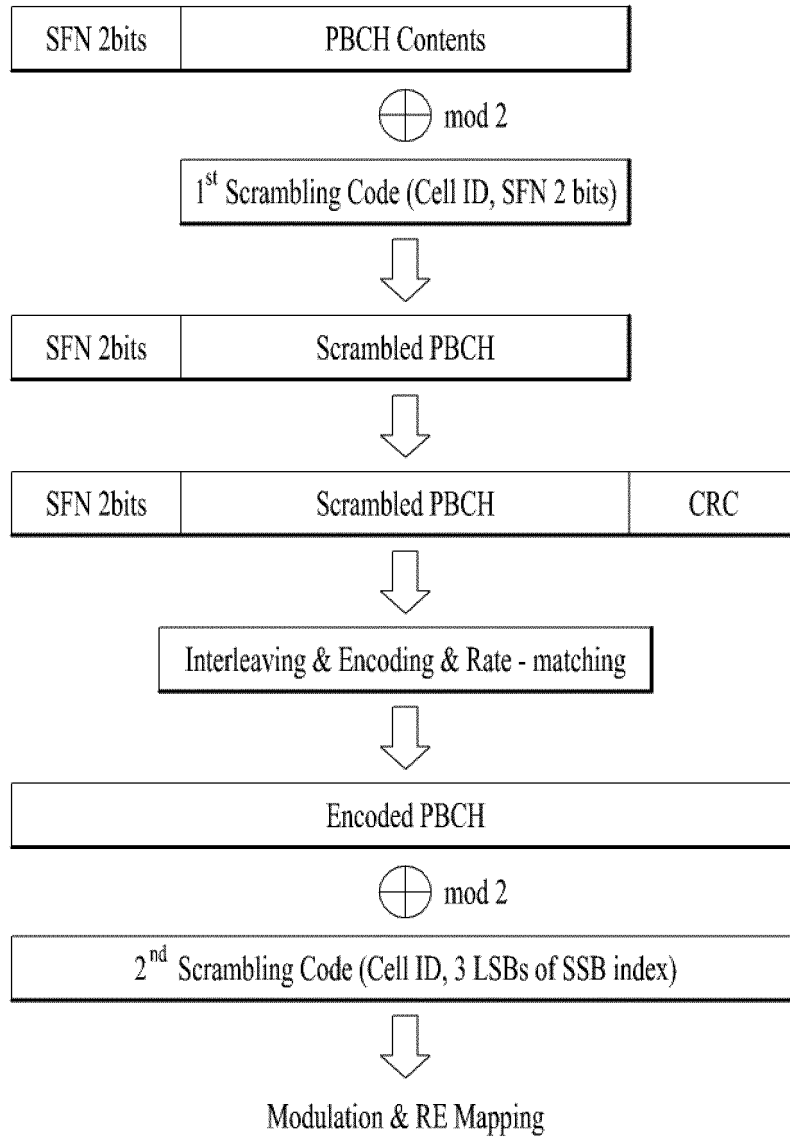 SFN 2bits PBCH Contents
mod 2
1st Scrambling Code (Cell ID, SFN 2 bits)
SFN 2bits Scrambled PBCH
SFN 2bits Scrambled PBCH CRC
Interleaving & Encoding & Rate - matching
Encoded PBCH
mod 2
2nd Scrambling Code (Cell ID, 3 LSBs of SSB index)
Modulation & RE Mapping